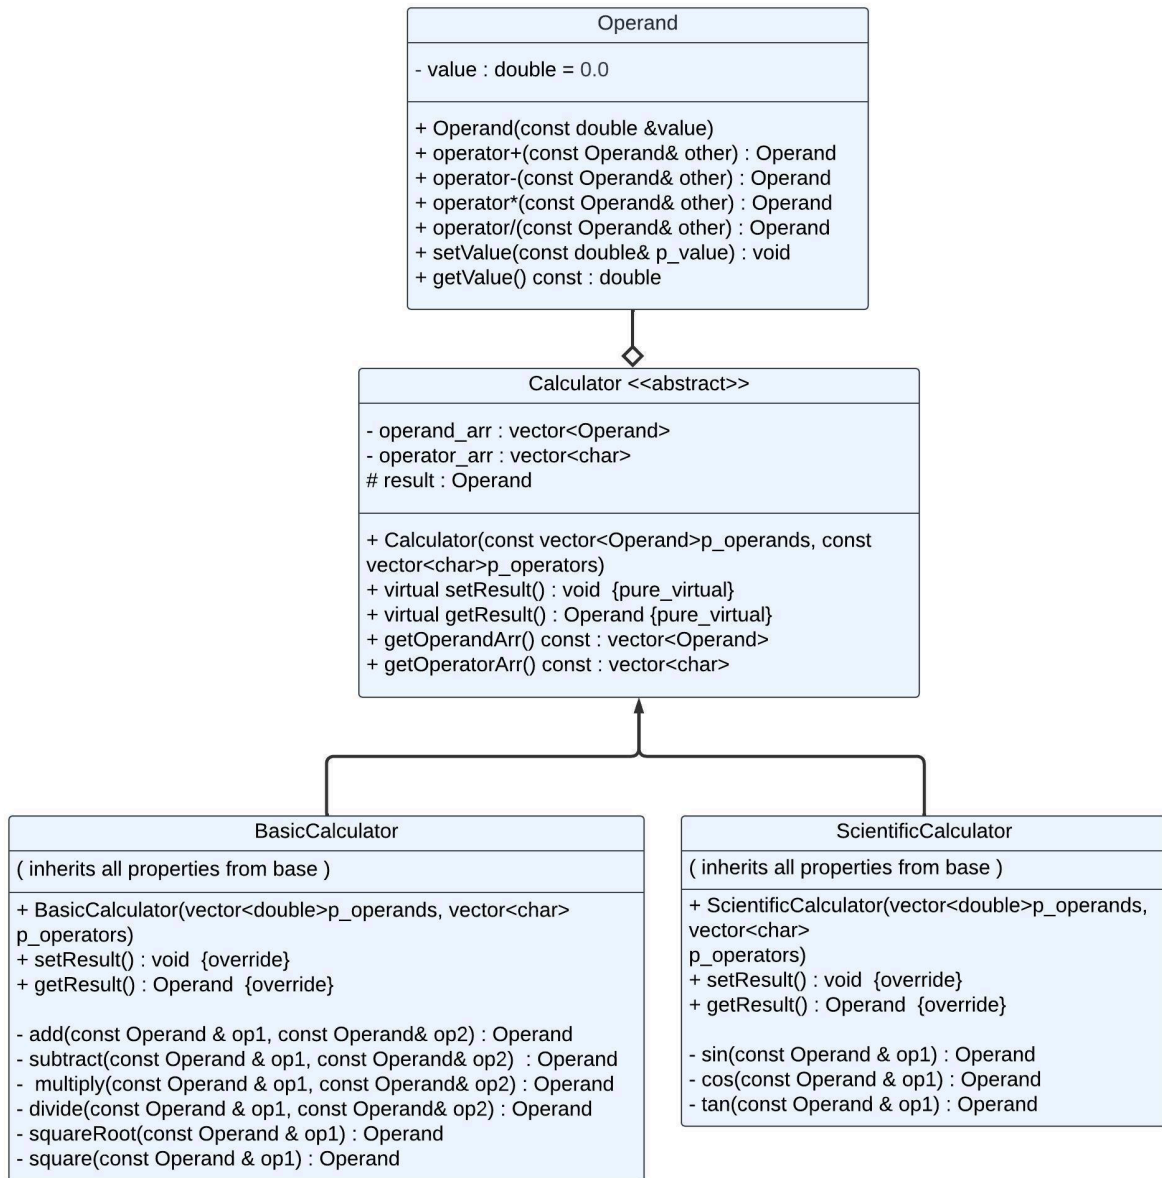 Operand
- value : double = 0.0
+ Operand(const double &value)
+ operator+(const Operand& other) : Operand
+ operator-(const Operand& other) : Operand
+ operator*(const Operand& other) : Operand
+ operator/(const Operand& other) : Operand
+ setValue(const double& p_value) : void
+ getValue() const : double
Calculator <<abstract>>
- operand_arr : vector<Operand>
- operator_arr : vector<char>
# result : Operand
+ Calculator(const vector<Operand>p_operands, const
vector<char>p_operators)
+ virtual setResult() : void  {pure_virtual}
+ virtual getResult() : Operand {pure_virtual}
+ getOperandArr() const : vector<Operand>
+ getOperatorArr() const : vector<char>
BasicCalculator
( inherits all properties from base )
+ BasicCalculator(vector<double>p_operands, vector<char>
p_operators)
+ setResult() : void  {override}
+ getResult() : Operand  {override}
- add(const Operand & op1, const Operand& op2) : Operand
- subtract(const Operand & op1, const Operand& op2)  : Operand
-  multiply(const Operand & op1, const Operand& op2) : Operand
- divide(const Operand & op1, const Operand& op2) : Operand
- squareRoot(const Operand & op1) : Operand
- square(const Operand & op1) : Operand
ScientificCalculator
( inherits all properties from base )
+ ScientificCalculator(vector<double>p_operands,
vector<char>
p_operators)
+ setResult() : void  {override}
+ getResult() : Operand  {override}
- sin(const Operand & op1) : Operand
- cos(const Operand & op1) : Operand
- tan(const Operand & op1) : Operand